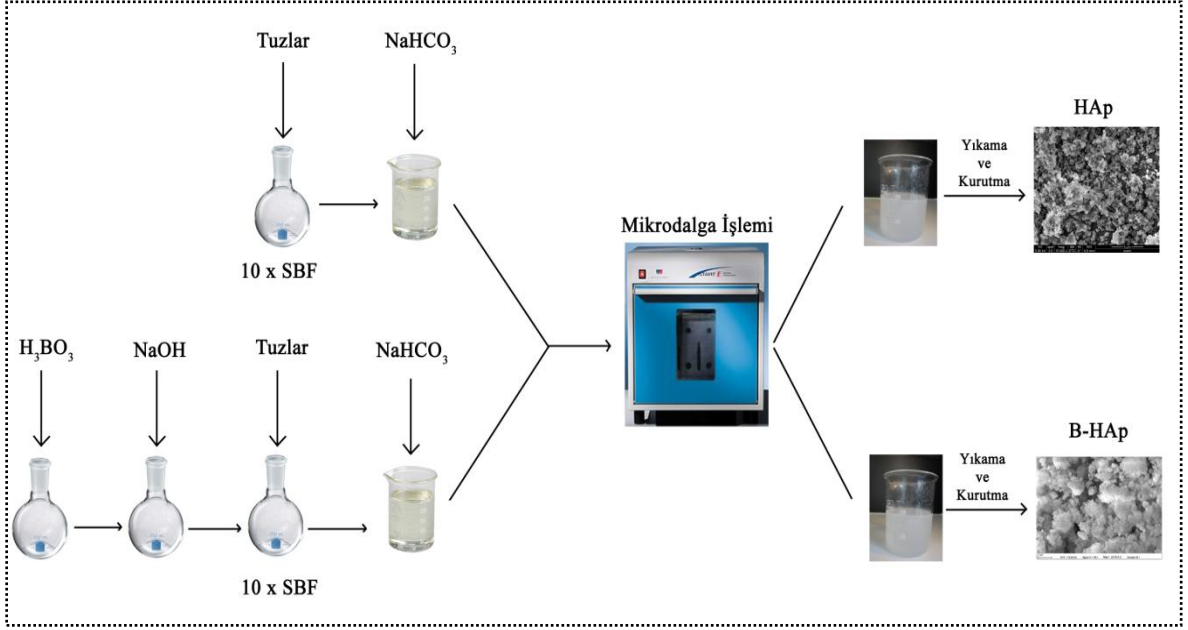 Tuzlar
NaHCO₃
10 x SBF
H₃BO₃
NaOH
Tuzlar
NaHCO₃
10 x SBF
Mikrodalga İşlemi
Yıkama
ve
Kurutma
HAp
Yıkama
ve
Kurutma
B-HAp